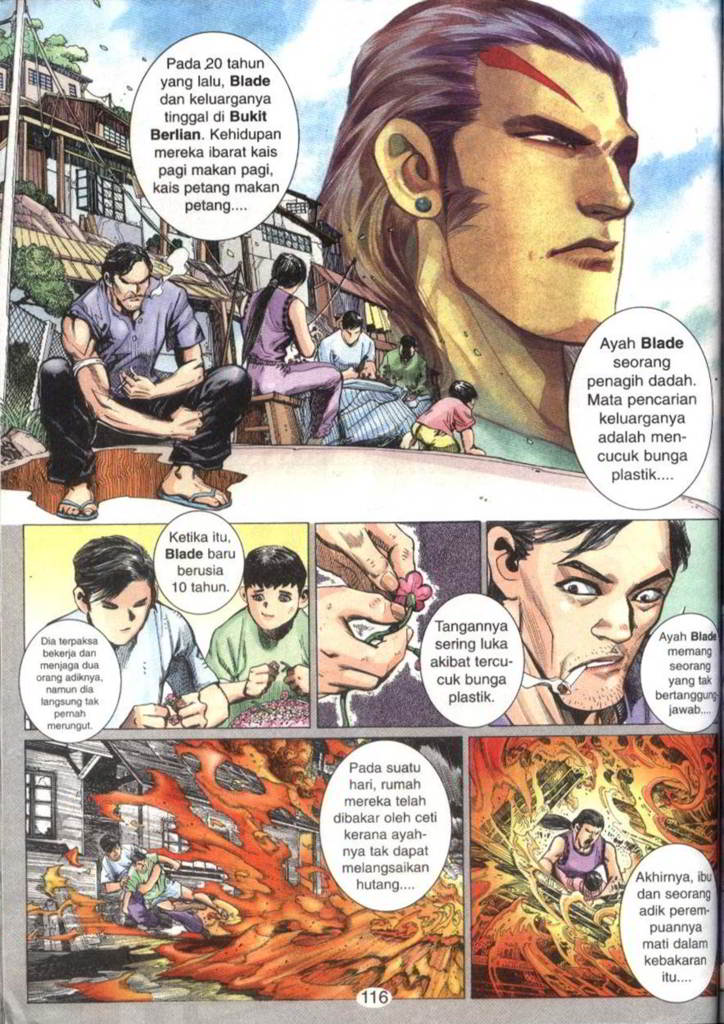 Pada 20 tahun
yang lalu, Blade
dan keluarganya
tinggal di Bukit
Berlian. Kehidupan
mereka ibarat kais
pagi makan pagi,
kais petang makan
petang....
Ayah Blade
seorang
penagih dadah.
Mata pencarian
keluarganya
adalah men-
cucuk bunga
plastik....
Ketika itu,
Blade baru
berusia
10 tahun.
Dia terpaksa
bekerja dan
menjaga dua
orang adiknya,
namun dia
langsung tak
pernah
merungut.
Tangannya
sering luka
akibat tercu-
cuk bunga
plastik.
Ayah Blade
memang
seorang
yang tak
bertanggung
jawab....
Pada suatu
hari, rumah
mereka telah
dibakar oleh ceti
kerana ayah-
nya tak dapat
melangsaikan
hutang....
Akhirnya, ibu
dan seorang
adik perem-
puannya
mati dalam
kebakaran
itu....
116